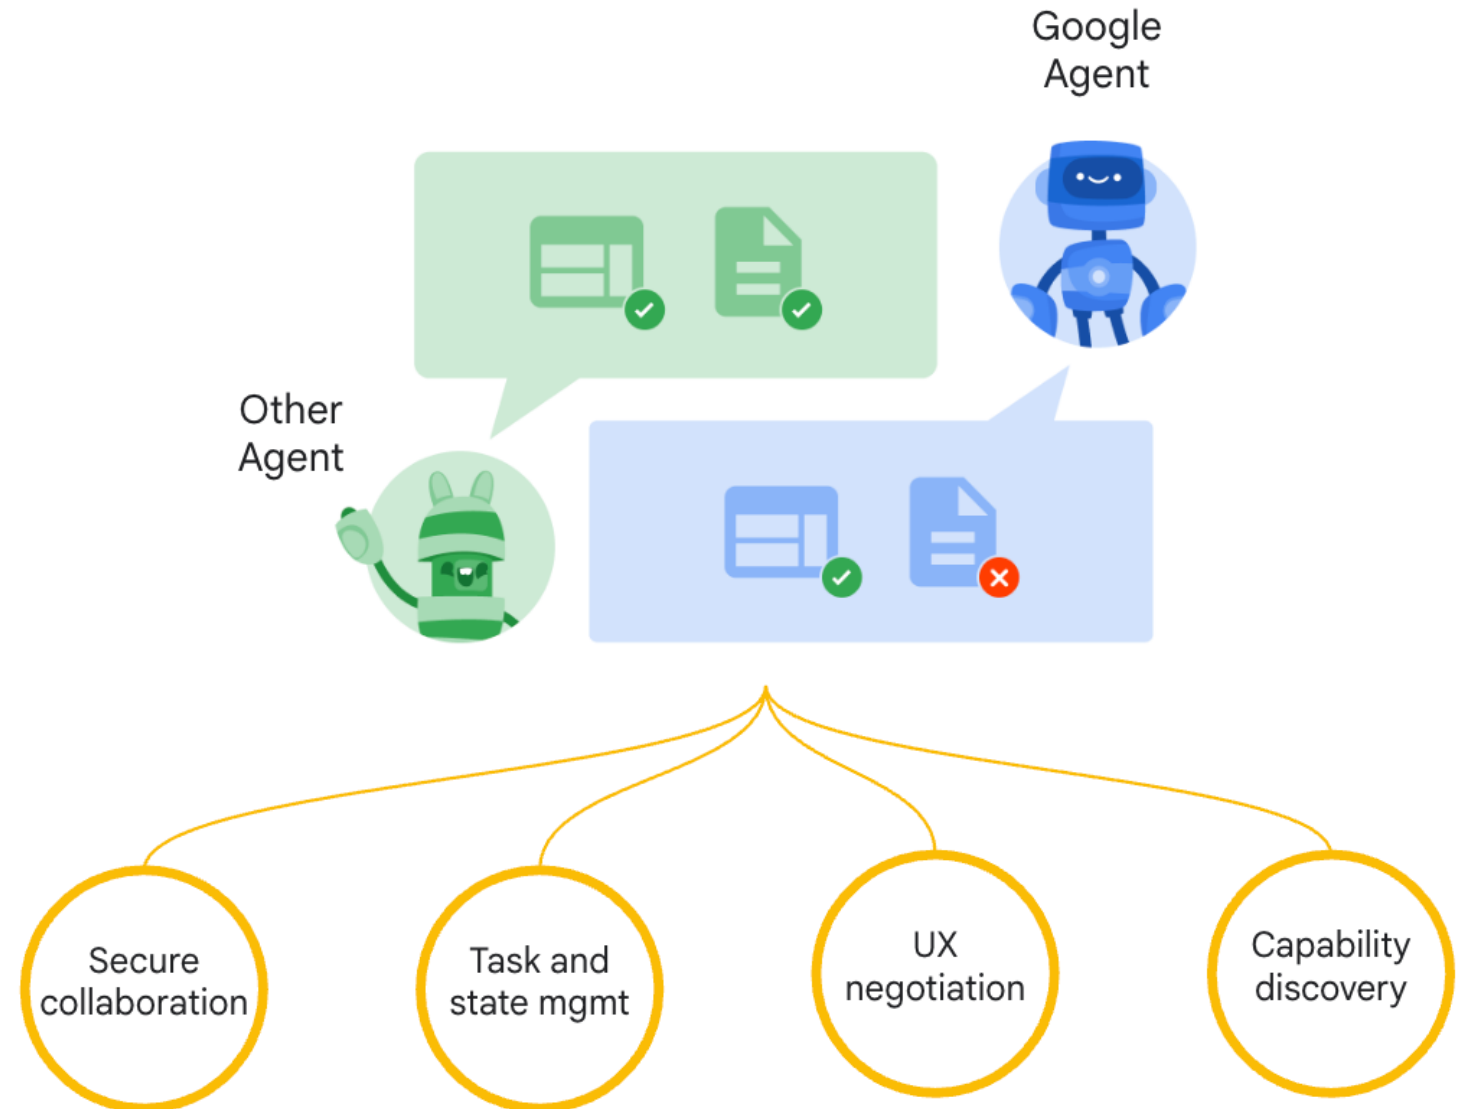 Google
Agent
Other
Agent
Secure
collaboration
Task and
state mgmt
UX
negotiation
Capability
discovery